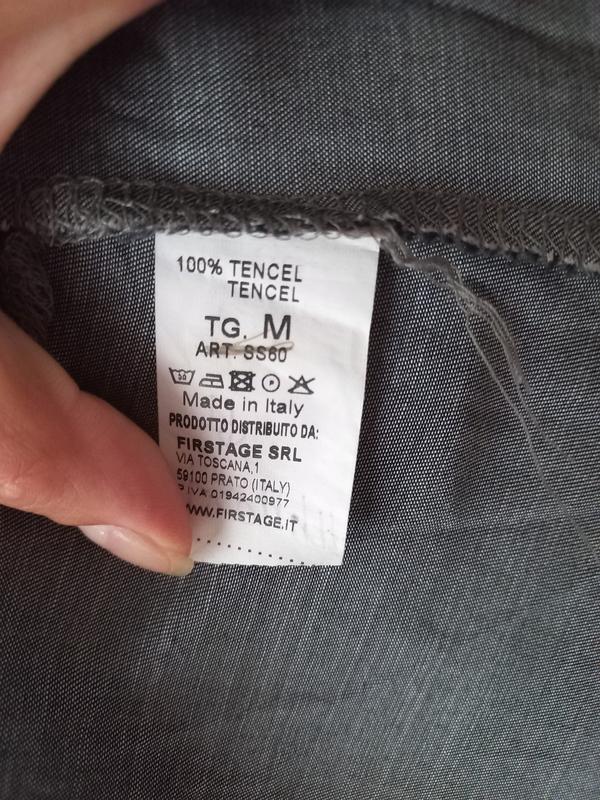 100% TENCEL
TENCEL
TG. M
ART. SS60
30
Made in Italy
PRODOTTO DISTRIBUITO DA:
FIRSTAGE SRL
VIA TOSCANA,1
59100 PRATO (ITALY)
P.IVA 01942400977
WWW.FIRSTAGE.IT